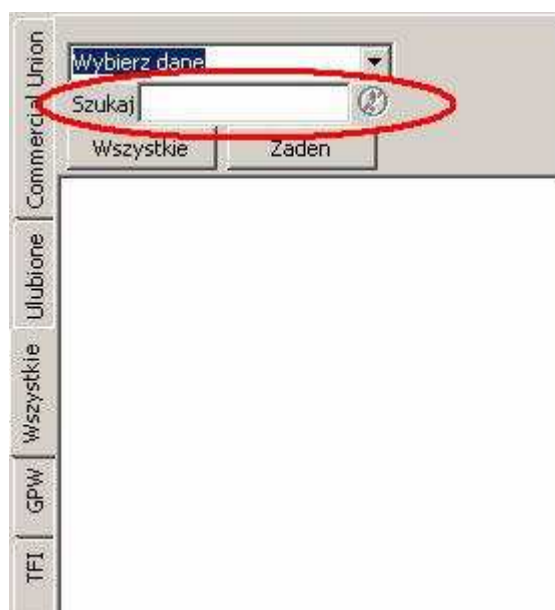 Wybierz dane
Szukaj
Wszystkie Zaden
Commercial Union
Ulubione
Wszystkie
GPW
TFI